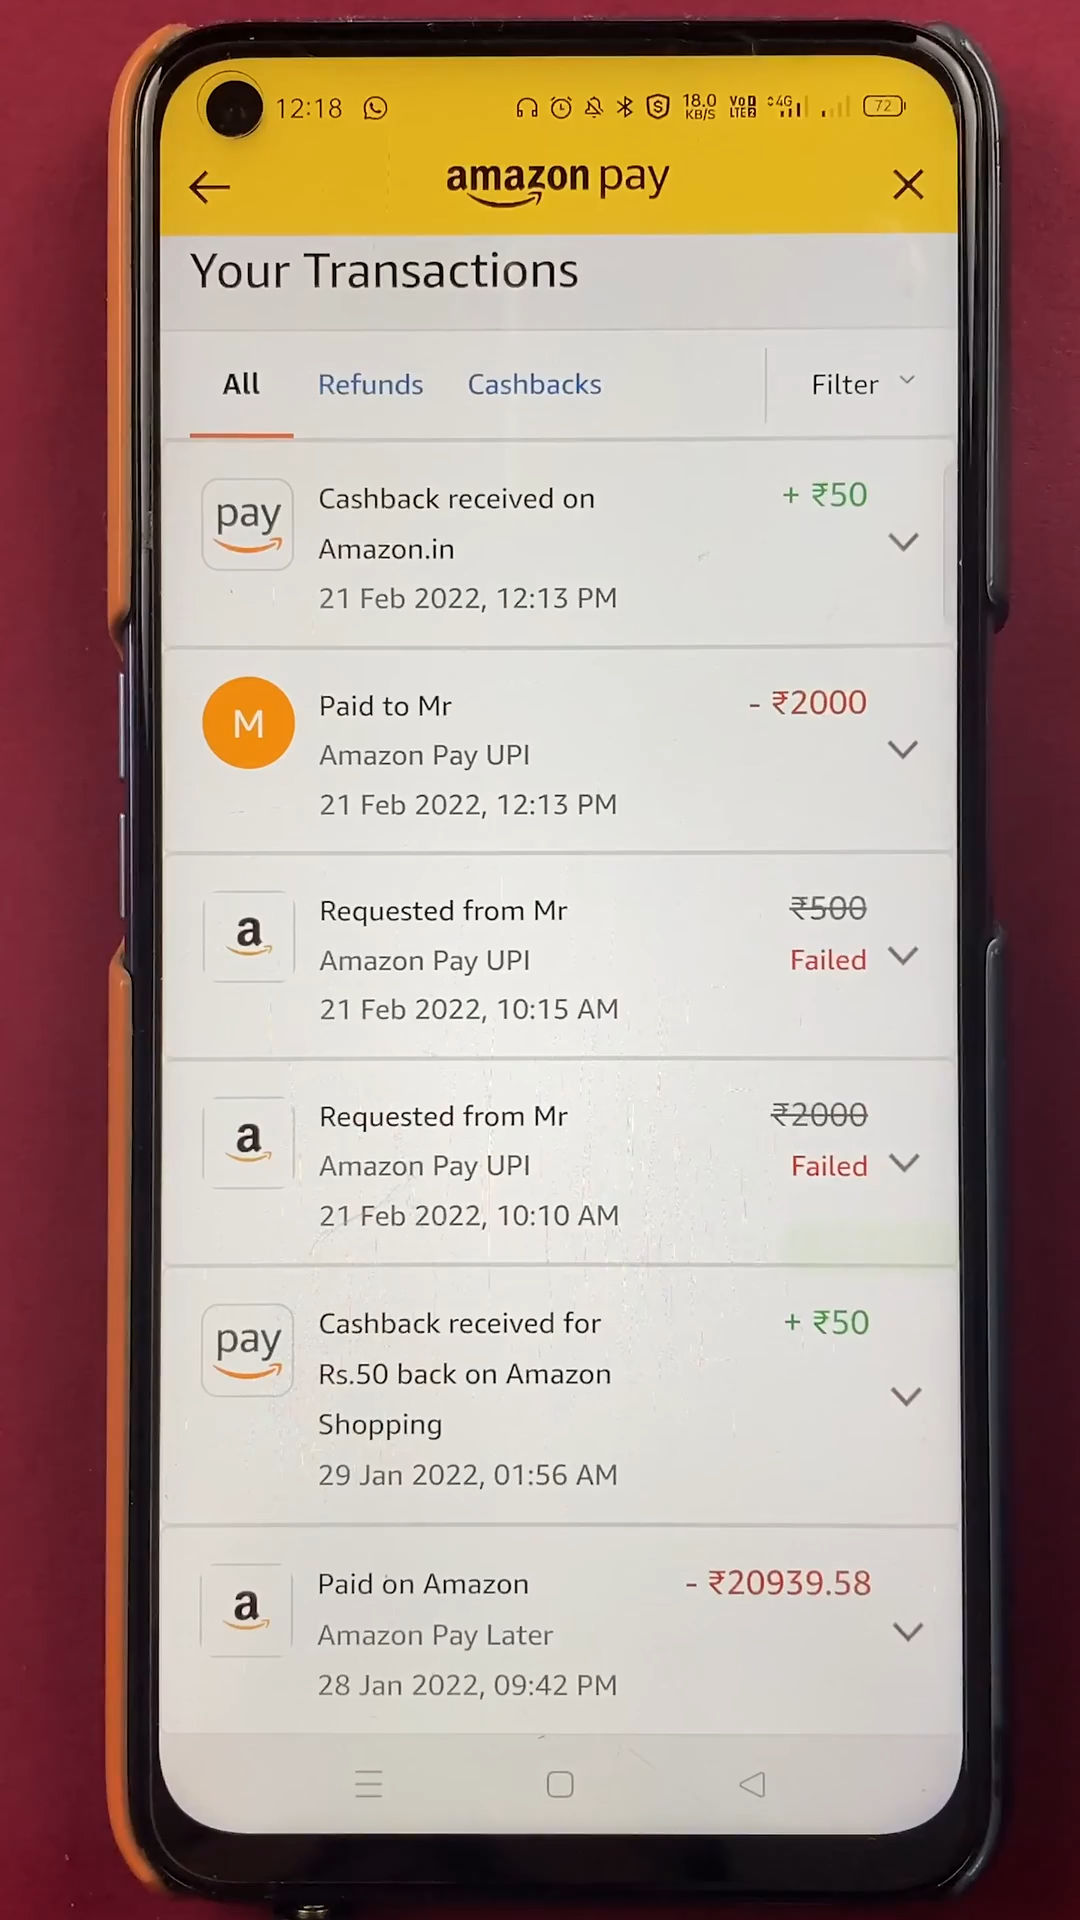 12:18 18.0 KB/S VoD LTE2 4G 72
amazon pay
Your Transactions
All Refunds Cashbacks Filter
pay Cashback received on + ₹50
Amazon.in
21 Feb 2022, 12:13 PM
M Paid to Mr - ₹2000
Amazon Pay UPI
21 Feb 2022, 12:13 PM
a Requested from Mr ₹500
Amazon Pay UPI Failed
21 Feb 2022, 10:15 AM
a Requested from Mr ₹2000
Amazon Pay UPI Failed
21 Feb 2022, 10:10 AM
pay Cashback received for + ₹50
Rs.50 back on Amazon
Shopping
29 Jan 2022, 01:56 AM
a Paid on Amazon - ₹20939.58
Amazon Pay Later
28 Jan 2022, 09:42 PM